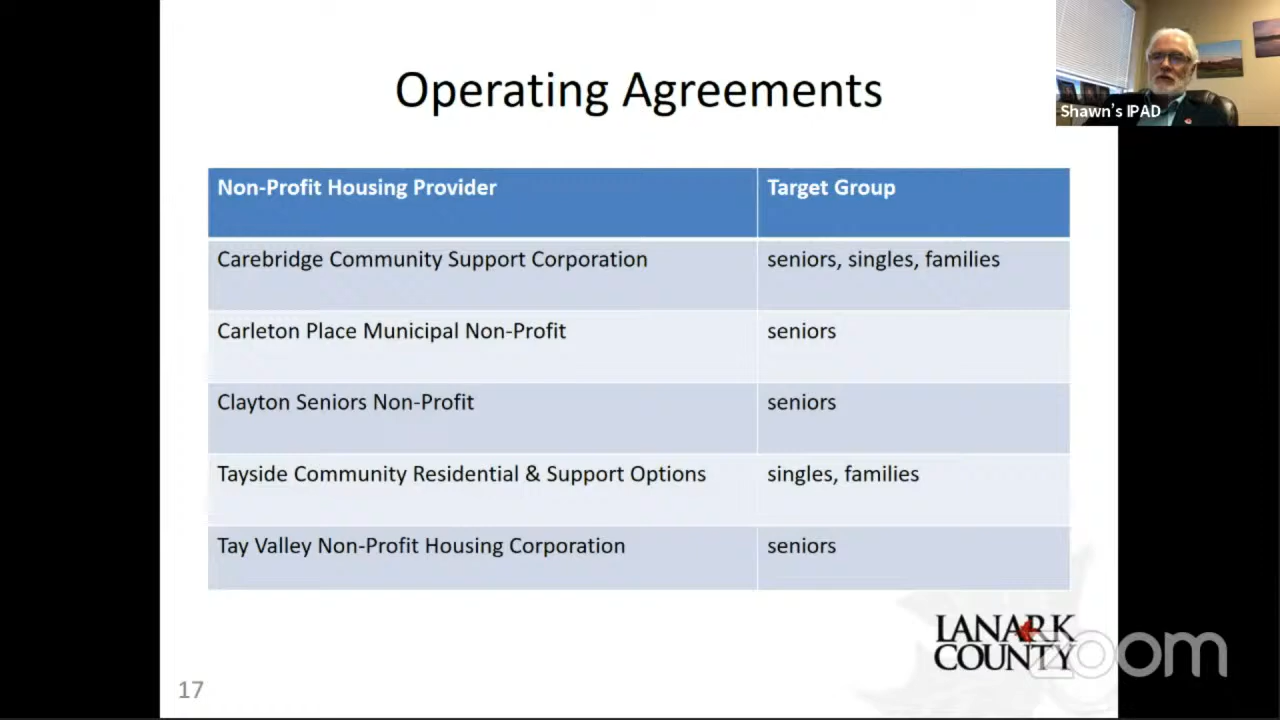 Operating Agreements
Shawn's IPAD
Non-Profit Housing Provider Target Group
Carebridge Community Support Corporation seniors, singles, families
Carleton Place Municipal Non-Profit seniors
Clayton Seniors Non-Profit seniors
Tayside Community Residential & Support Options singles, families
Tay Valley Non-Profit Housing Corporation seniors
LANARK
COUNTY
zoom
17